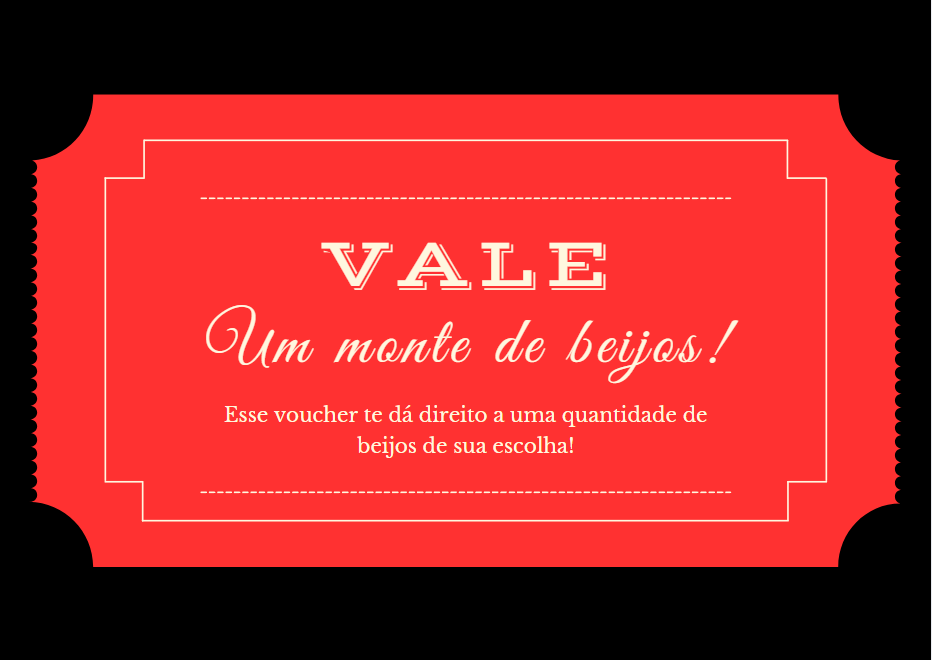 VALE
Um monte de beijos!
Esse voucher te dá direito a uma quantidade de
beijos de sua escolha!